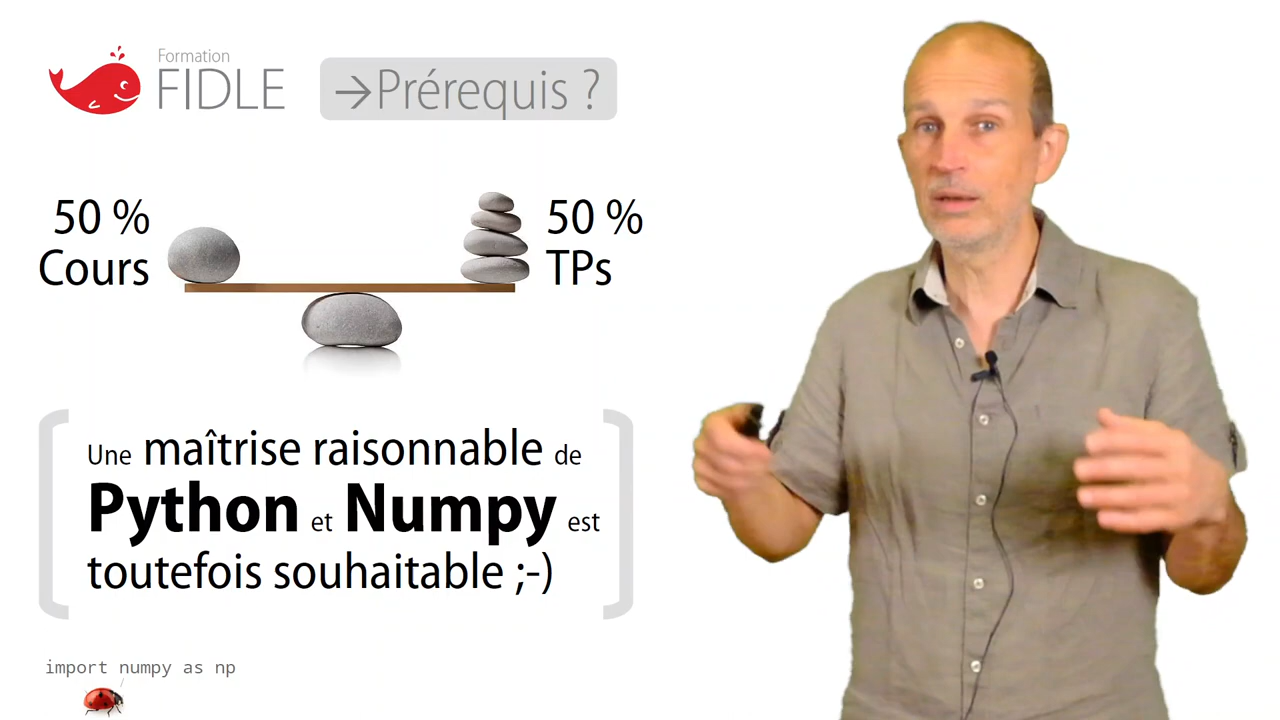 Formation
FIDLE
→Prérequis ?
50 %
Cours
50 %
TPs
Une maîtrise raisonnable de
Python et Numpy est
toutefois souhaitable ;-)
import numpy as np